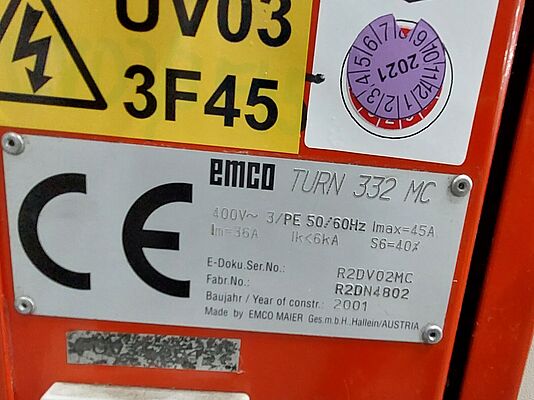 UV03
3F45
4 5 6 7 8 9 10 11 12 1 2 3
2021
CE
emco TURN 332 MC
400V~ 3/PE 50/60Hz Imax=45A
Im=36A Ik<6kA S6=40%
E-Doku.Ser.No.: R2DV02MC
Fabr.No.: R2DN4802
Baujahr / Year of constr.: 2001
Made by EMCO MAIER Ges.m.b.H. Hallein/AUSTRIA